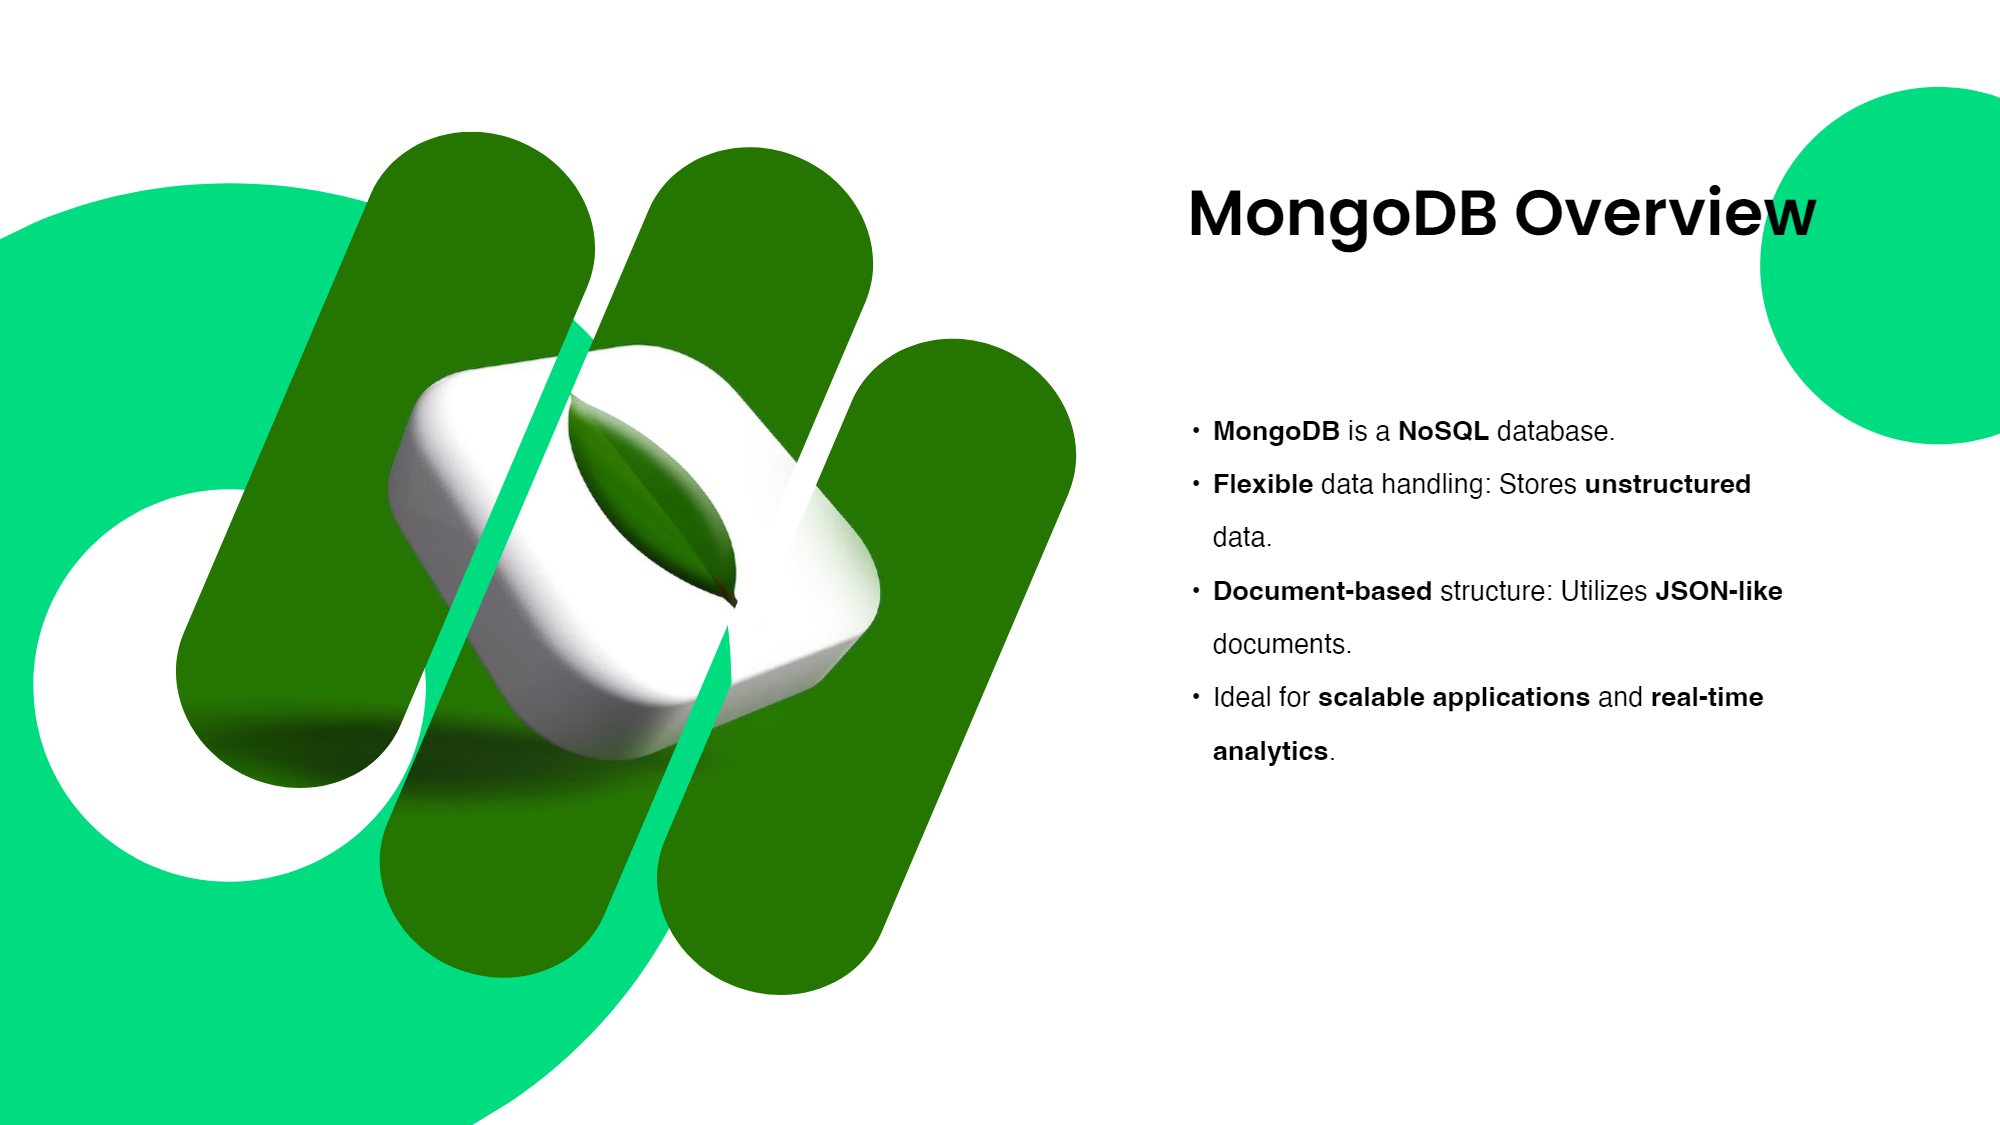 MongoDB Overview
• MongoDB is a NoSQL database.
• Flexible data handling: Stores unstructured
data.
• Document-based structure: Utilizes JSON-like
documents.
• Ideal for scalable applications and real-time
analytics.